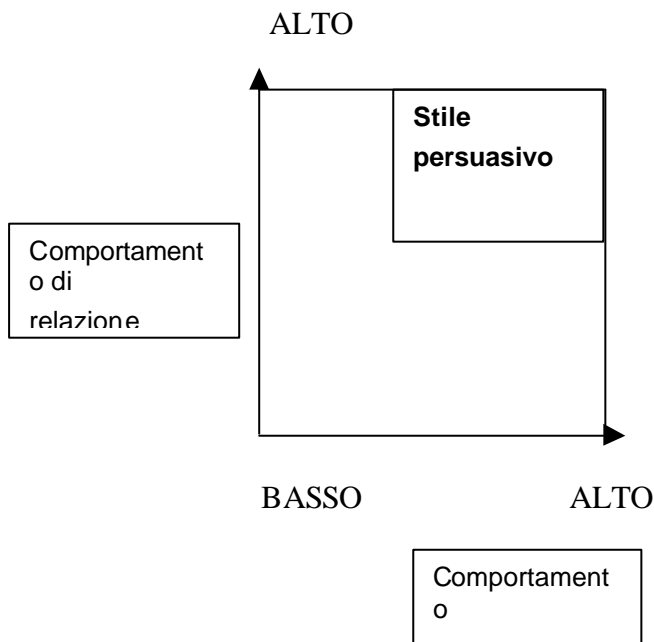 ALTO
Stile
persuasivo
Comportament
o di
relazione
BASSO ALTO
Comportament
o